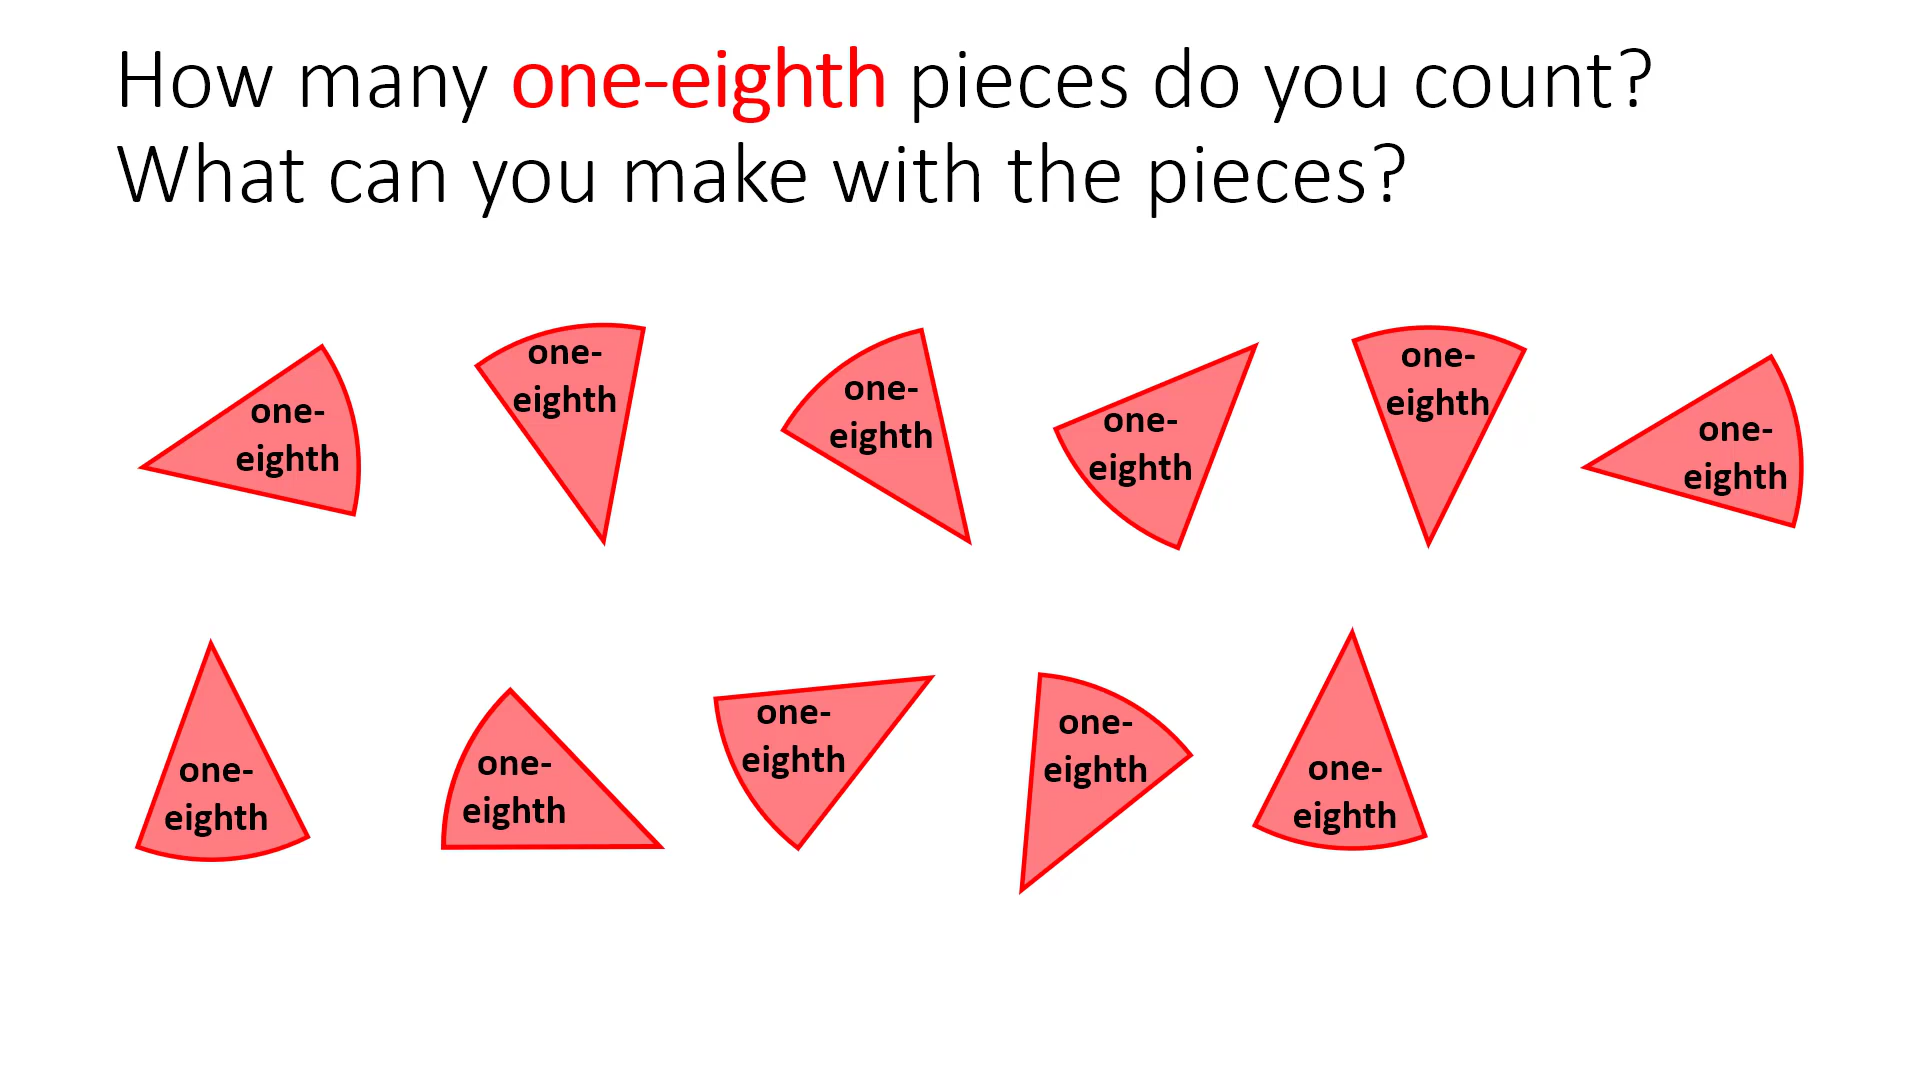 How many one-eighth pieces do you count?
What can you make with the pieces?
one-
eighth
one-
eighth
one-
eighth
one-
eighth
one-
eighth
one-
eighth
one-
eighth
one-
eighth
one-
eighth
one-
eighth
one-
eighth